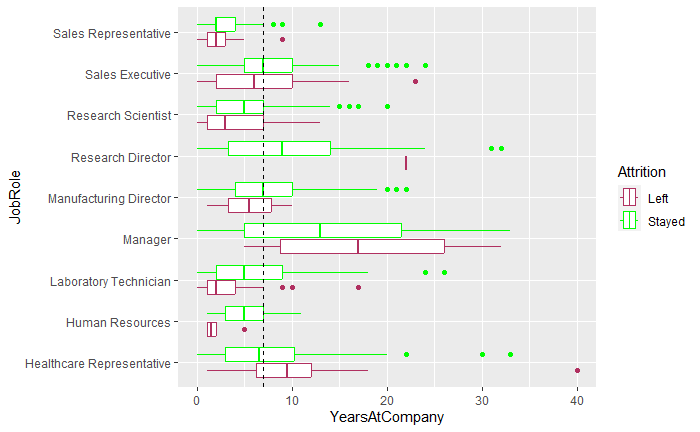 JobRole
Sales Representative
Sales Executive
Research Scientist
Research Director
Manufacturing Director
Manager
Laboratory Technician
Human Resources
Healthcare Representative
0 10 20 30 40
YearsAtCompany
Attrition
Left
Stayed